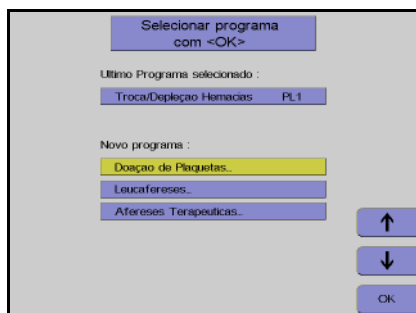 Selecionar programa
com <OK>
Ultimo Programa selecionado :
Troca/Depleçao Hemacias PL1
Novo programa :
Doaçao de Plaquetas..
Leucafereses..
Afereses Terapeuticas..
↑
↓
OK